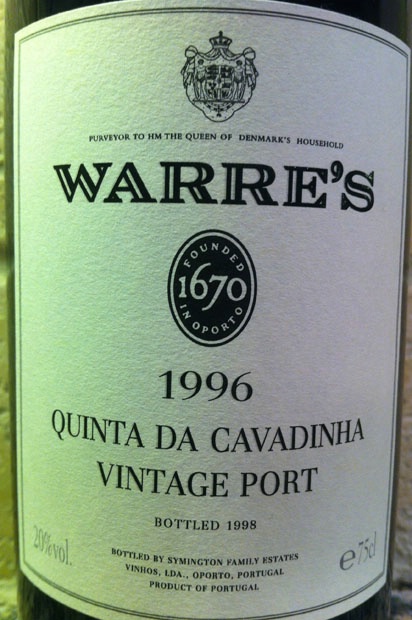 PURVEYOR TO HM THE QUEEN OF DENMARK'S HOUSEHOLD
WARRE'S
FOUNDED
1670
IN OPORTO
1996
QUINTA DA CAVADINHA
VINTAGE PORT
BOTTLED 1998
20%vol.
BOTTLED BY SYMINGTON FAMILY ESTATES
VINHOS, LDA., OPORTO, PORTUGAL
PRODUCT OF PORTUGAL
e 75cl